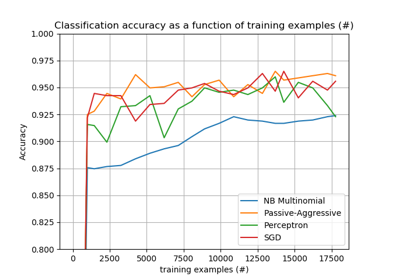 Classification accuracy as a function of training examples (#)
1.000
0.975
0.950
0.925
0.900
0.875
0.850
0.825
0.800
Accuracy
NB Multinomial
Passive-Aggressive
Perceptron
SGD
0 2500 5000 7500 10000 12500 15000 17500
training examples (#)